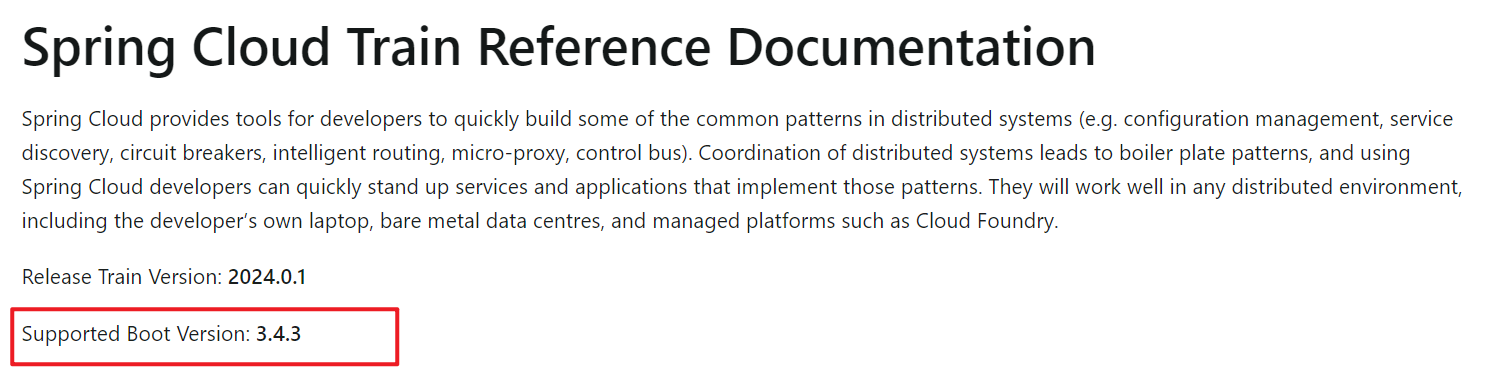 Spring Cloud Train Reference Documentation
Spring Cloud provides tools for developers to quickly build some of the common patterns in distributed systems (e.g. configuration management, service
discovery, circuit breakers, intelligent routing, micro-proxy, control bus). Coordination of distributed systems leads to boiler plate patterns, and using
Spring Cloud developers can quickly stand up services and applications that implement those patterns. They will work well in any distributed environment,
including the developer’s own laptop, bare metal data centres, and managed platforms such as Cloud Foundry.
Release Train Version: 2024.0.1
Supported Boot Version: 3.4.3